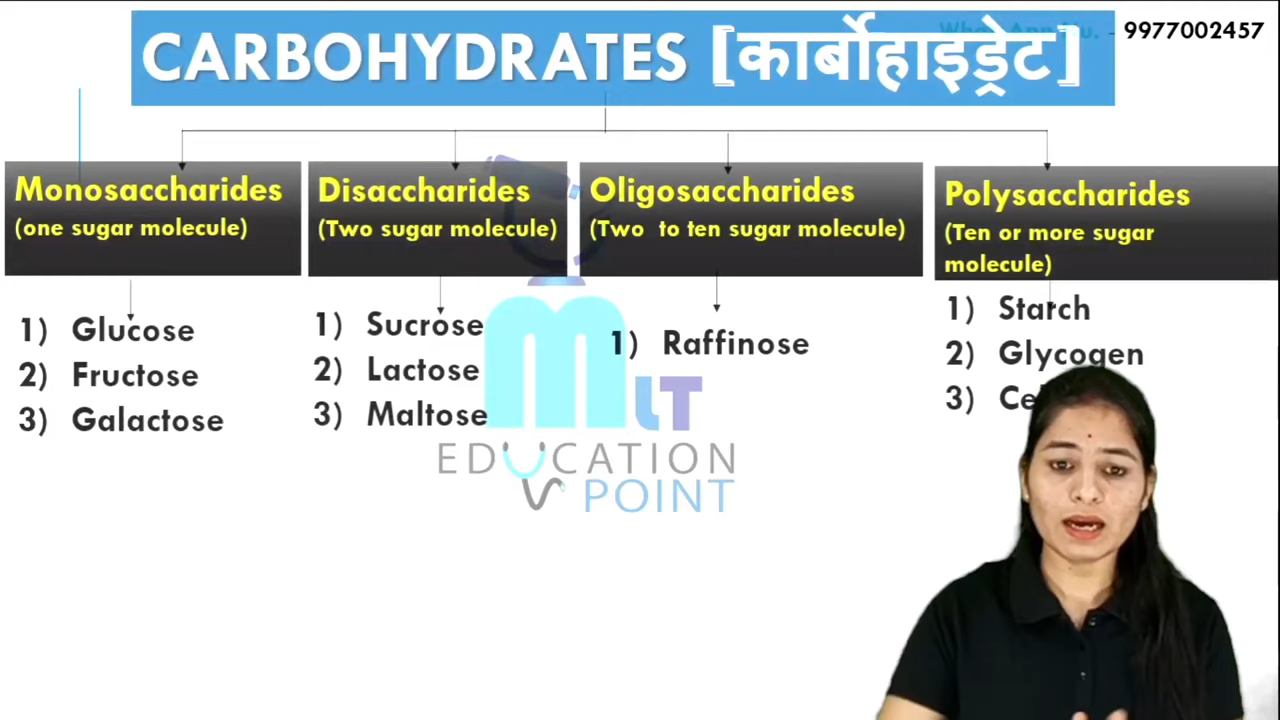 9977002457
CARBOHYDRATES [कार्बोहाइड्रेट]
Monosaccharides
(one sugar molecule)
Disaccharides
(Two sugar molecule)
Oligosaccharides
(Two to ten sugar molecule)
Polysaccharides
(Ten or more sugar
molecule)
1) Glucose
2) Fructose
3) Galactose
1) Sucrose
2) Lactose
3) Maltose
1) Raffinose
1) Starch
2) Glycogen
3)
MLT
EDUCATION
POINT